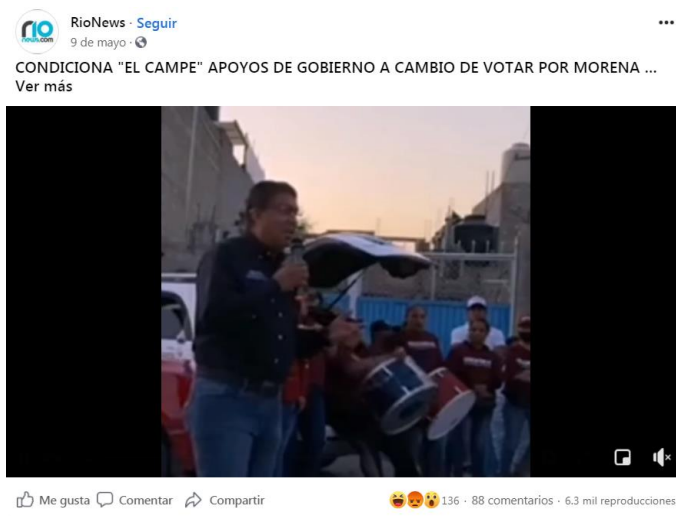 rio
news.com
RioNews · Seguir
9 de mayo ·
CONDICIONA "EL CAMPE" APOYOS DE GOBIERNO A CAMBIO DE VOTAR POR MORENA ...
Ver más
Me gusta Comentar Compartir 136 · 88 comentarios · 6.3 mil reproducciones